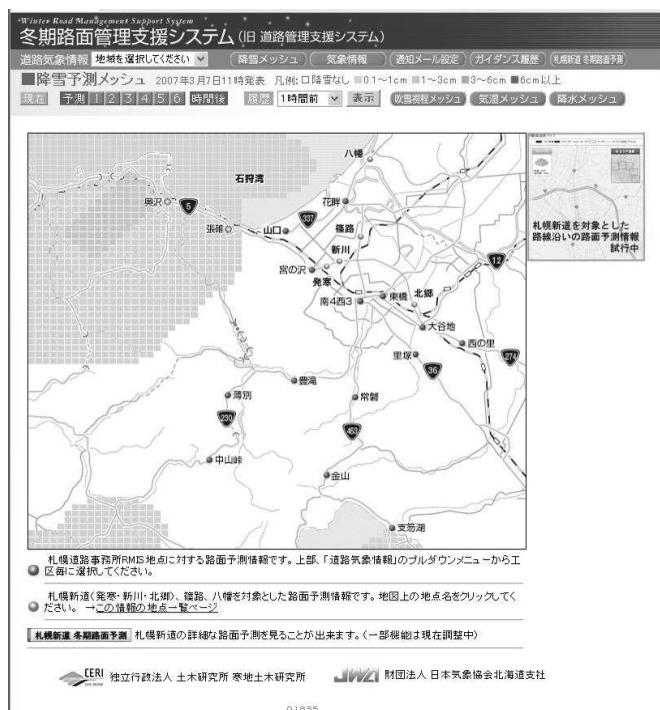 Winter Road Management Support System
冬期路面管理支援システム(旧 道路管理支援システム)
道路気象情報 地域を選択してください 降雪メッシュ 気象情報 通知メール設定 ガイダンス履歴 札幌新道 冬期路面予測
■降雪予測メッシュ 2007年3月7日11時発表 凡例:□降雪なし ■0.1~1cm ■1~3cm ■3~6cm ■6cm以上
現在 予測 1 2 3 4 5 6 時間後 履歴 1時間前 表示 吹雪視程メッシュ 気温メッシュ 降水メッシュ
八幡
石狩湾
奥沢
5
花畔
張碓
山口
337
篠路
新川
宮の沢
発寒
12
札幌新道を対象とした
路線沿いの路面予測情報
試行中
南4西3
東橋
北郷
大谷地
西の里
里塚
274
36
豊滝
薄別
常磐
230
453
中山峠
金山
支笏湖
札幌道路事務所RMIS地点に対する路面予測情報です。上部、「道路気象情報」のプルダウンメニューから工
区毎に選択してください。
札幌新道(発寒・新川・北郷)、篠路、八幡を対象とした路面予測情報です。地図上の地点名をクリックしてく
ださい。 →この情報の地点一覧ページ
札幌新道 冬期路面予測 札幌新道の詳細な路面予測を見ることが出来ます。(一部機能は現在調整中)
CERI 独立行政法人 土木研究所 寒地土木研究所 JWA 財団法人 日本気象協会北海道支社
01835